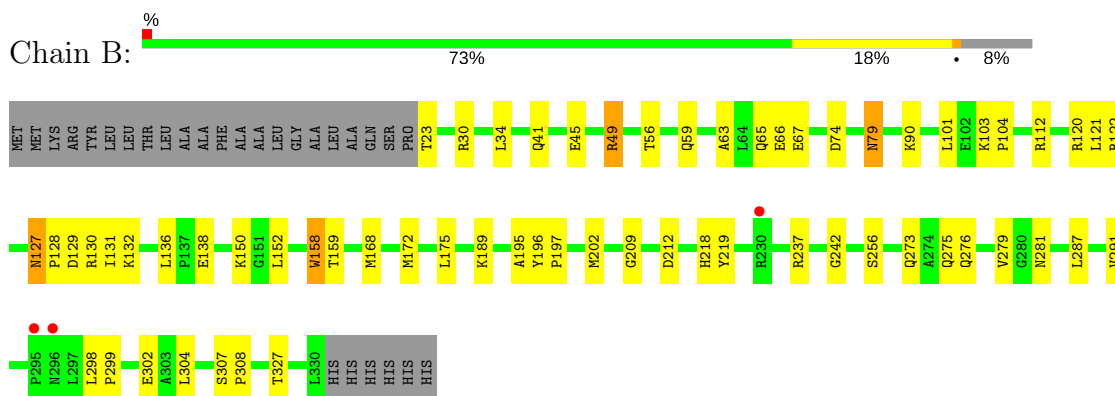 %
Chain B:
73% 18% • 8%
MET MET LYS ARG TYR LEU LEU THR LEU ALA ALA PHE ALA ALA LEU GLY ALA LEU ALA GLN SER PRO T23 R30 L34 Q41 E45 R49 T56 Q59 A63 L64 Q65 E66 E67 D74 N79 K90 L101 E102 K103 P104 R112 R120 L121
N127 P128 D129 R130 I131 K132 L136 P137 E138 K150 G151 L152 W158 T159 M168 M172 L175 K189 A195 Y196 P197 M202 G209 D212 H218 Y219 R230 R237 G242 S256 Q273 A274 Q275 Q276 V279 G280 N281 L287
P295 N296 L297 L298 P299 E302 A303 L304 S307 P308 T327 L330 HIS HIS HIS HIS HIS HIS